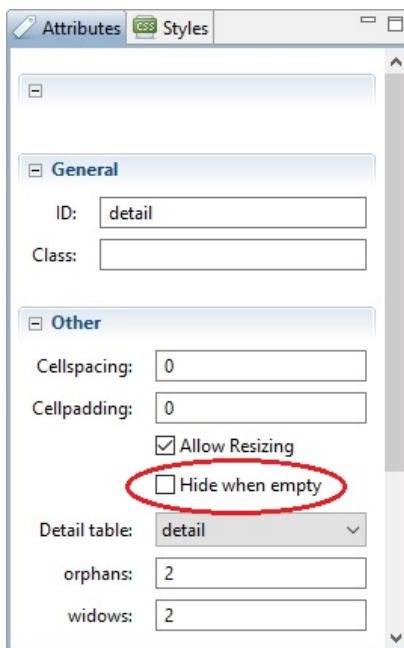 Attributes CSS Styles
General
ID: detail
Class:
Other
Cellspacing: 0
Cellpadding: 0
Allow Resizing
Hide when empty
Detail table: detail
orphans: 2
widows: 2